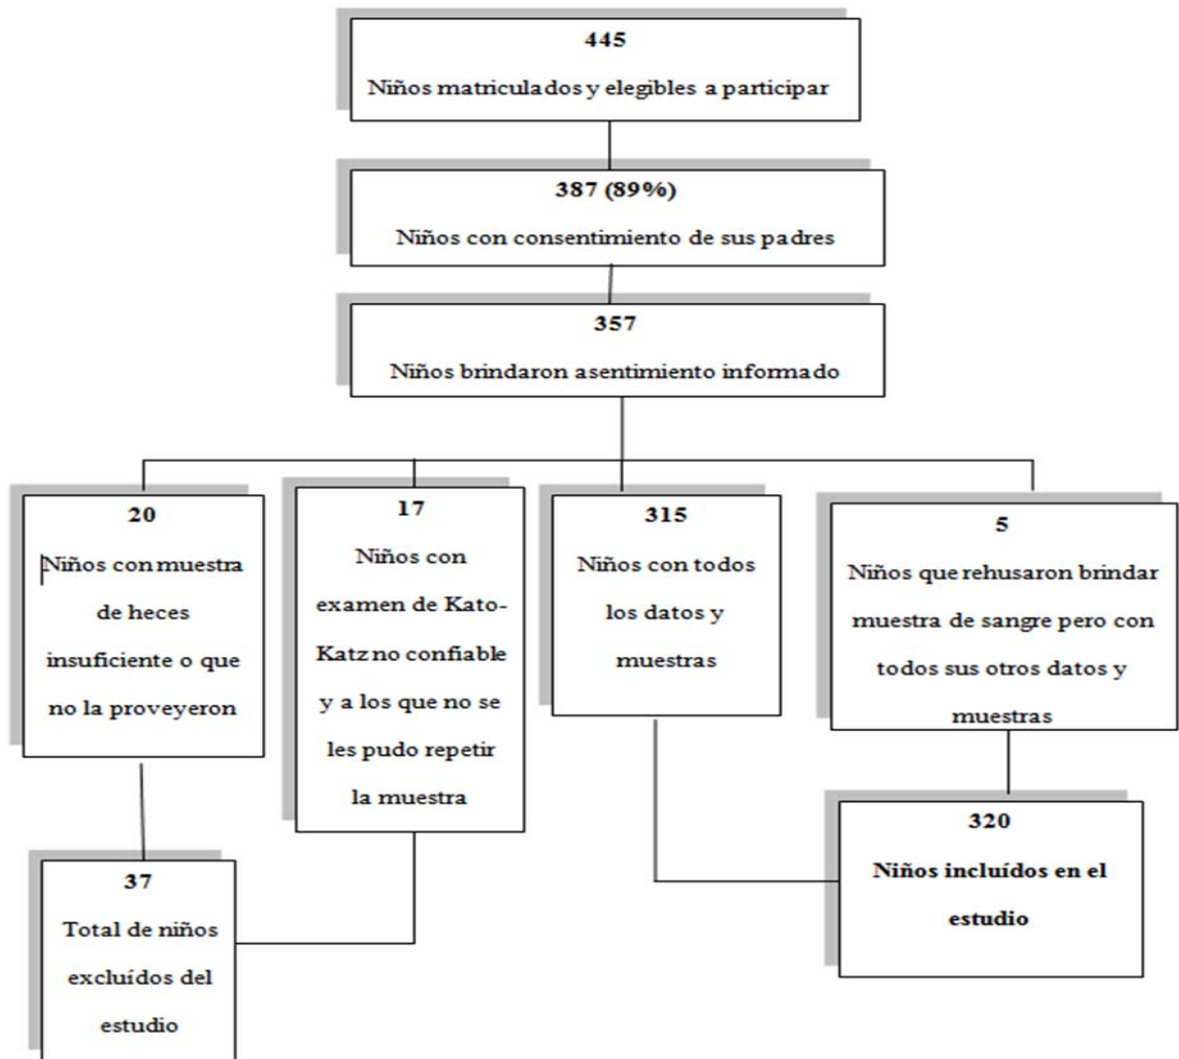 445
Niños matriculados y elegibles a participar
387 (89%)
Niños con consentimiento de sus padres
357
Niños brindaron asentimiento informado
20
Niños con muestra
de heces
insuficiente o que
no la proveyeron
17
Niños con
examen de Kato-
Katz no confiable
y a los que no se
les pudo repetir
la muestra
315
Niños con todos
los datos y
muestras
5
Niños que rehusaron brindar
muestra de sangre pero con
todos sus otros datos y
muestras
37
Total de niños
excluídos del
estudio
320
Niños incluídos en el
estudio